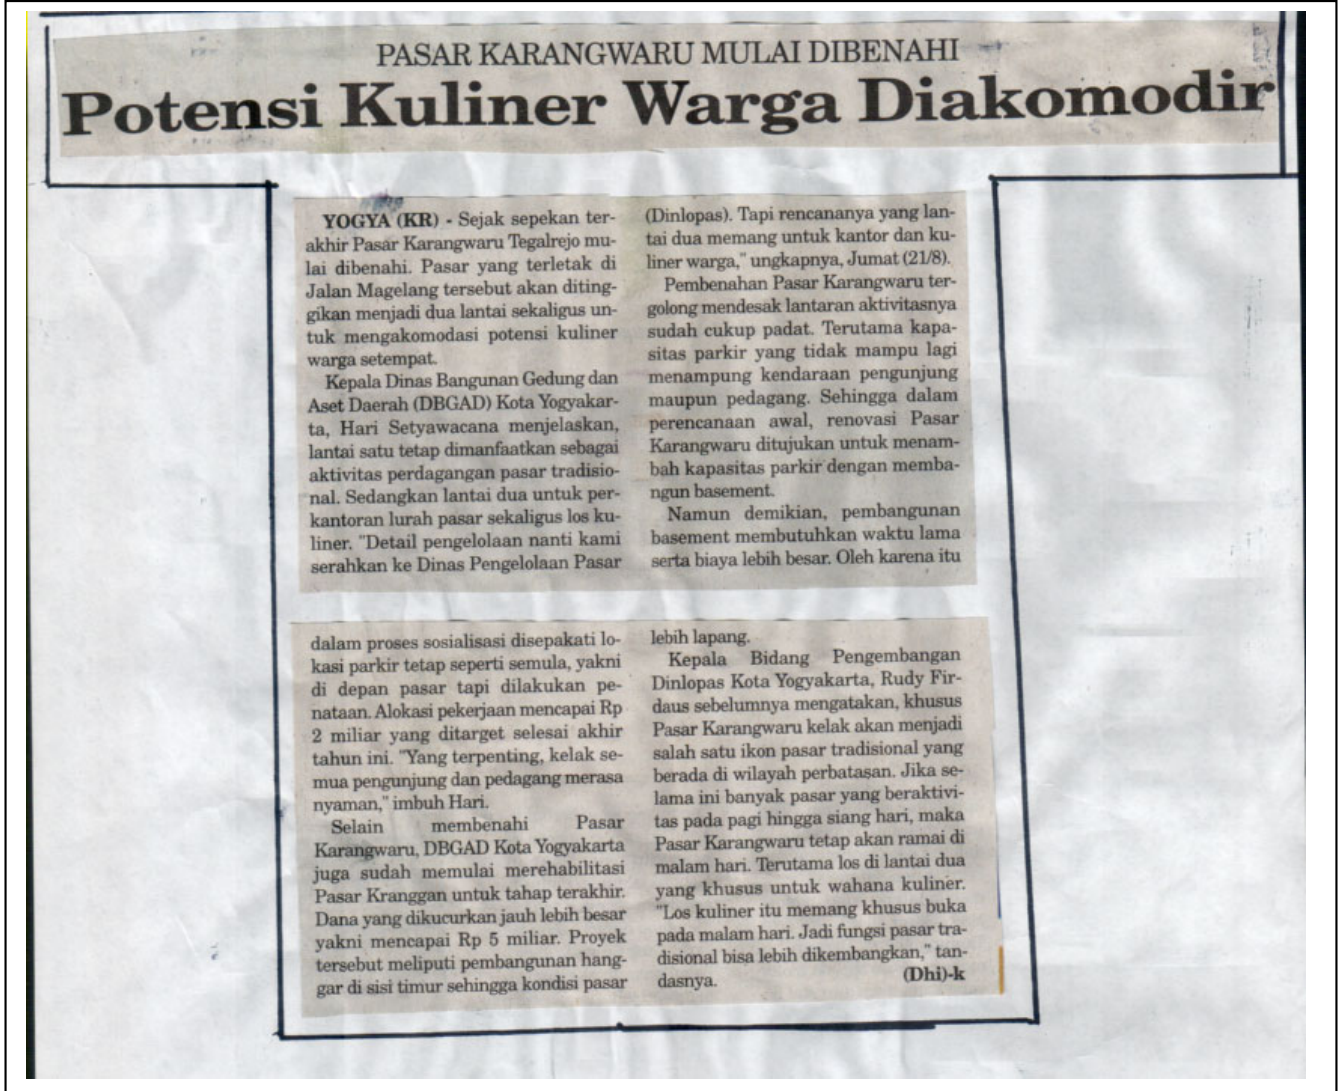 PASAR KARANGWARU MULAI DIBENAHI
Potensi Kuliner Warga Diakomodir
YOGYA (KR) - Sejak sepekan ter-
akhir Pasar Karangwaru Tegalrejo mu-
lai dibenahi. Pasar yang terletak di
Jalan Magelang tersebut akan diting-
gikan menjadi dua lantai sekaligus un-
tuk mengakomodasi potensi kuliner
warga setempat.
Kepala Dinas Bangunan Gedung dan
Aset Daerah (DBGAD) Kota Yogyakar-
ta, Hari Setyawacana menjelaskan,
lantai satu tetap dimanfaatkan sebagai
aktivitas perdagangan pasar tradisio-
nal. Sedangkan lantai dua untuk per-
kantoran lurah pasar sekaligus los ku-
liner. "Detail pengelolaan nanti kami
serahkan ke Dinas Pengelolaan Pasar
(Dinlopas). Tapi rencananya yang lan-
tai dua memang untuk kantor dan ku-
liner warga," ungkapnya, Jumat (21/8).
Pembenahan Pasar Karangwaru ter-
golong mendesak lantaran aktivitasnya
sudah cukup padat. Terutama kapa-
sitas parkir yang tidak mampu lagi
menampung kendaraan pengunjung
maupun pedagang. Sehingga dalam
perencanaan awal, renovasi Pasar
Karangwaru ditujukan untuk menam-
bah kapasitas parkir dengan memba-
ngun basement.
Namun demikian, pembangunan
basement membutuhkan waktu lama
serta biaya lebih besar. Oleh karena itu
dalam proses sosialisasi disepakati lo-
kasi parkir tetap seperti semula, yakni
di depan pasar tapi dilakukan pe-
nataan. Alokasi pekerjaan mencapai Rp
2 miliar yang ditarget selesai akhir
tahun ini. "Yang terpenting, kelak se-
mua pengunjung dan pedagang merasa
nyaman," imbuh Hari.
Selain membenahi Pasar
Karangwaru, DBGAD Kota Yogyakarta
juga sudah memulai merehabilitasi
Pasar Kranggan untuk tahap terakhir.
Dana yang dikucurkan jauh lebih besar
yakni mencapai Rp 5 miliar. Proyek
tersebut meliputi pembangunan hang-
gar di sisi timur sehingga kondisi pasar
lebih lapang.
Kepala Bidang Pengembangan
Dinlopas Kota Yogyakarta, Rudy Fir-
daus sebelumnya mengatakan, khusus
Pasar Karangwaru kelak akan menjadi
salah satu ikon pasar tradisional yang
berada di wilayah perbatasan. Jika se-
lama ini banyak pasar yang beraktivi-
tas pada pagi hingga siang hari, maka
Pasar Karangwaru tetap akan ramai di
malam hari. Terutama los di lantai dua
yang khusus untuk wahana kuliner.
"Los kuliner itu memang khusus buka
pada malam hari. Jadi fungsi pasar tra-
disional bisa lebih dikembangkan," tan-
dasnya. (Dhi)-k